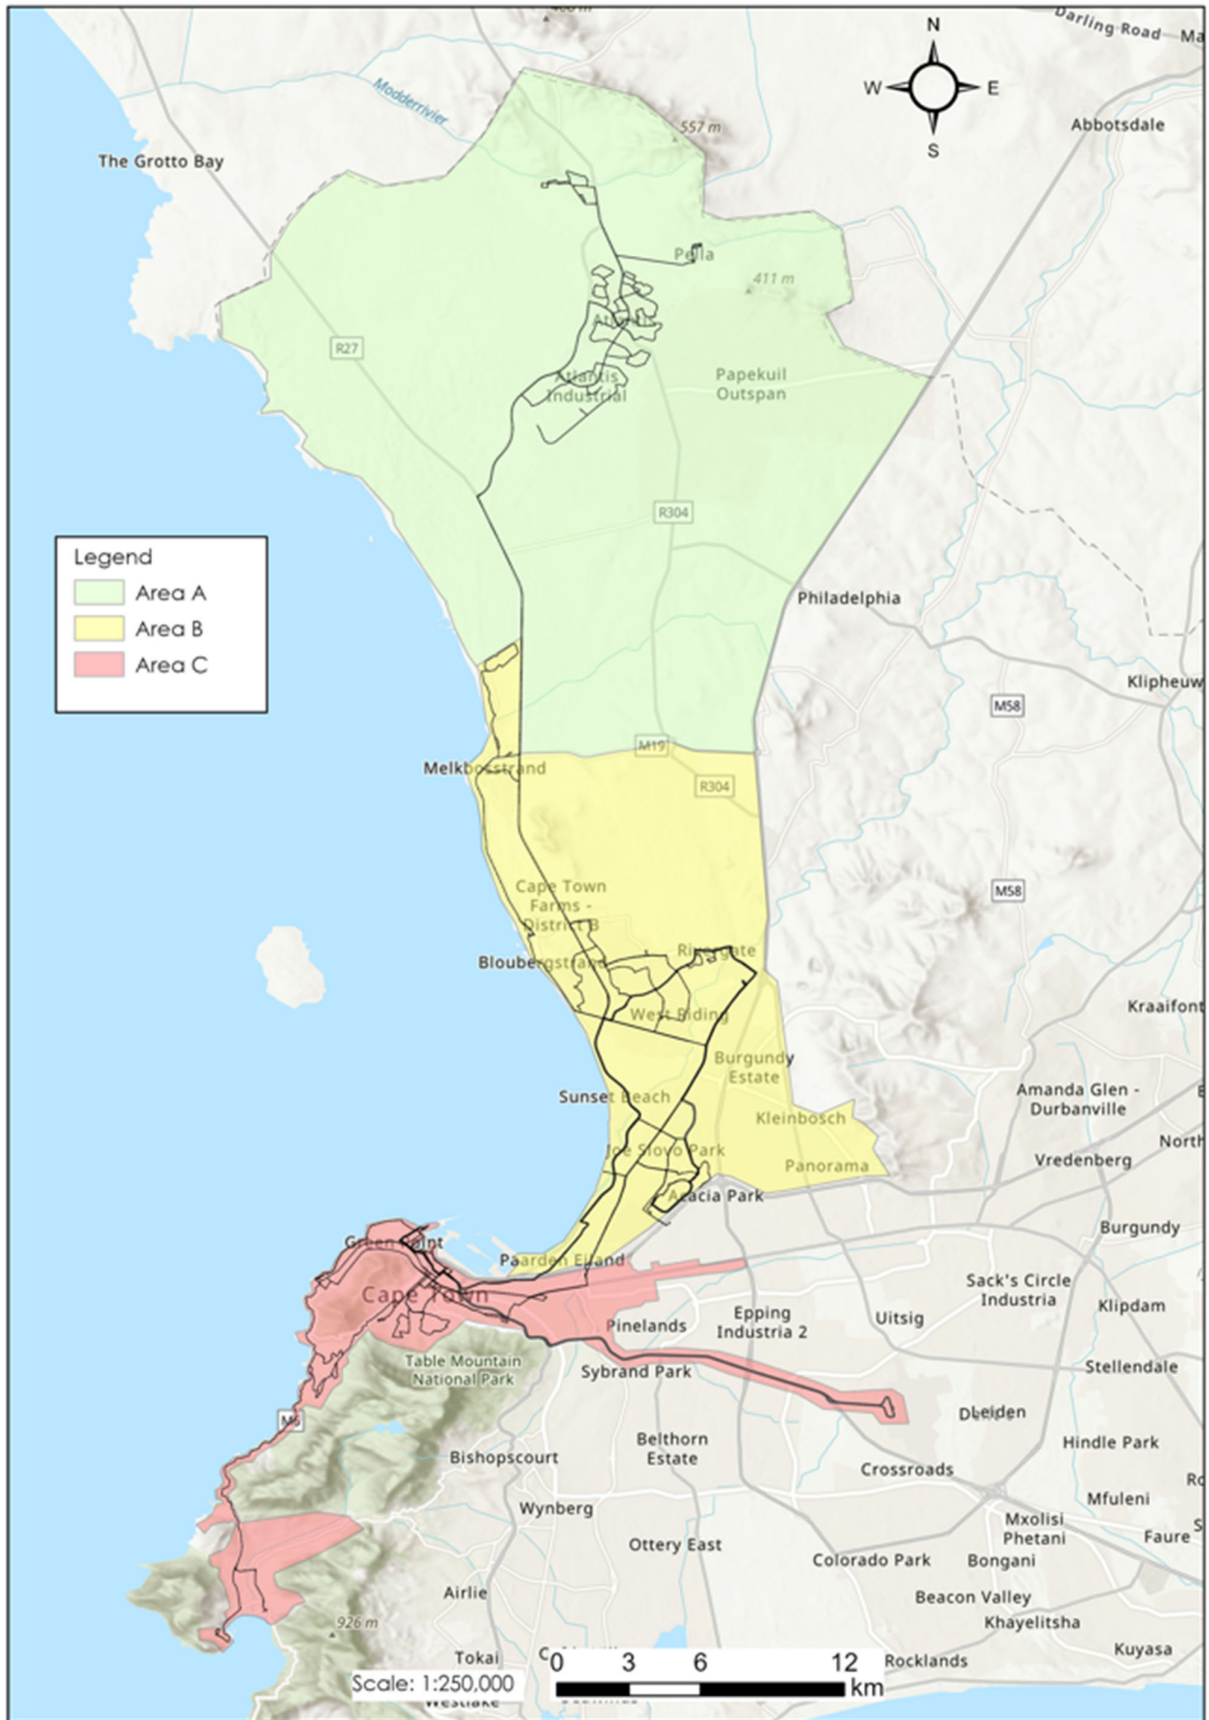 Darling Road
N
W
E
S
Modderrivier
Abbotsdale
557 m
The Grotto Bay
Pella
411 m
R27
Papekuil
Outspan
Atlantis
Industrial
R304
Legend
Area A
Area B
Area C
Philadelphia
Klipheuw
M58
M19
Melkbosstrand
R304
Cape Town
Farms -
District B
M58
Rivergate
Bloubergstrand
West Riding
Kraaifont
Burgundy
Estate
Sunset Beach
Amanda Glen -
Durbanville
Kleinbosch
North
Joe Slovo Park
Panorama
Vredenberg
Acacia Park
Burgundy
Green Point
Paarden Eiland
Cape Town
Sack's Circle
Industria
Klipdam
Epping
Industria 2
Uitsig
Pinelands
Table Mountain
National Park
Sybrand Park
Stellendale
M6
Leiden
Belthorn
Estate
Hindle Park
Bishopscourt
Crossroads
Mfuleni
Wynberg
Mxolisi
Phetani
Faure
Ottery East
Colorado Park
Bongani
Airlie
Beacon Valley
Khayelitsha
926 m
Kuyasa
Tokai
Rocklands
0 3 6 12
km
Scale: 1:250,000
Westlake